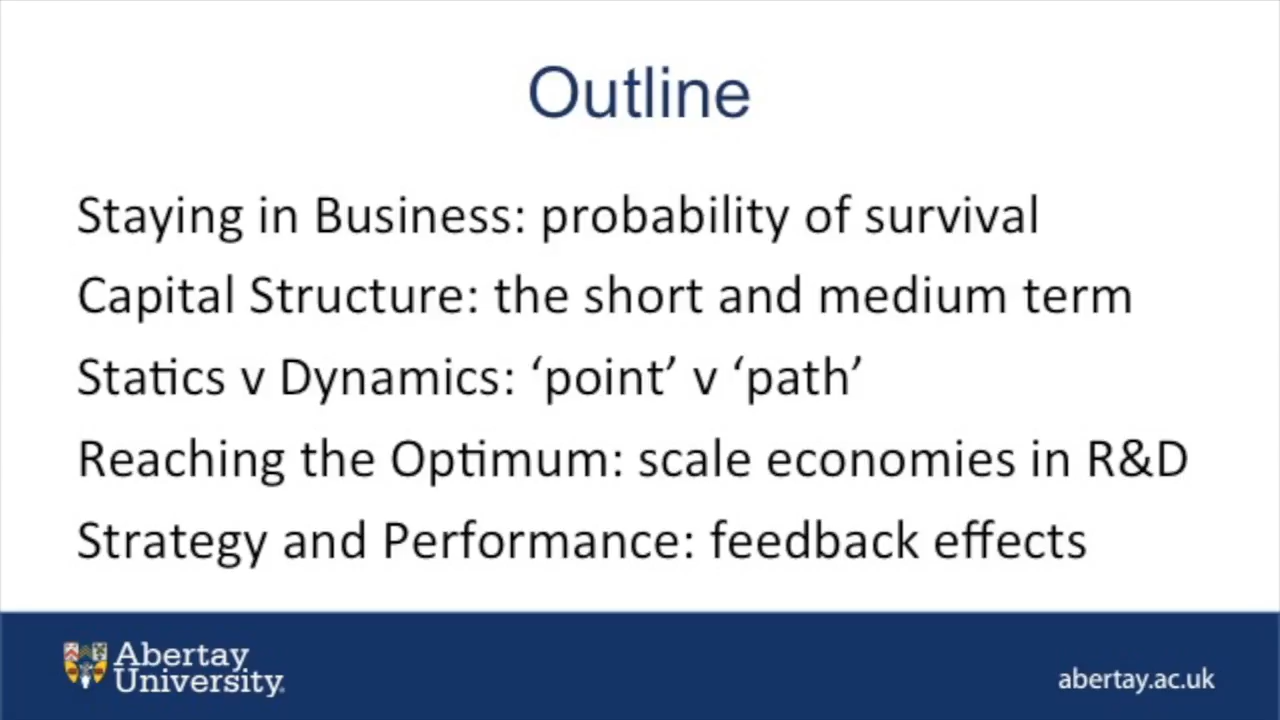 Outline
Staying in Business: probability of survival
Capital Structure: the short and medium term
Statics v Dynamics: ‘point’ v ‘path’
Reaching the Optimum: scale economies in R&D
Strategy and Performance: feedback effects
Abertay
University.
abertay.ac.uk